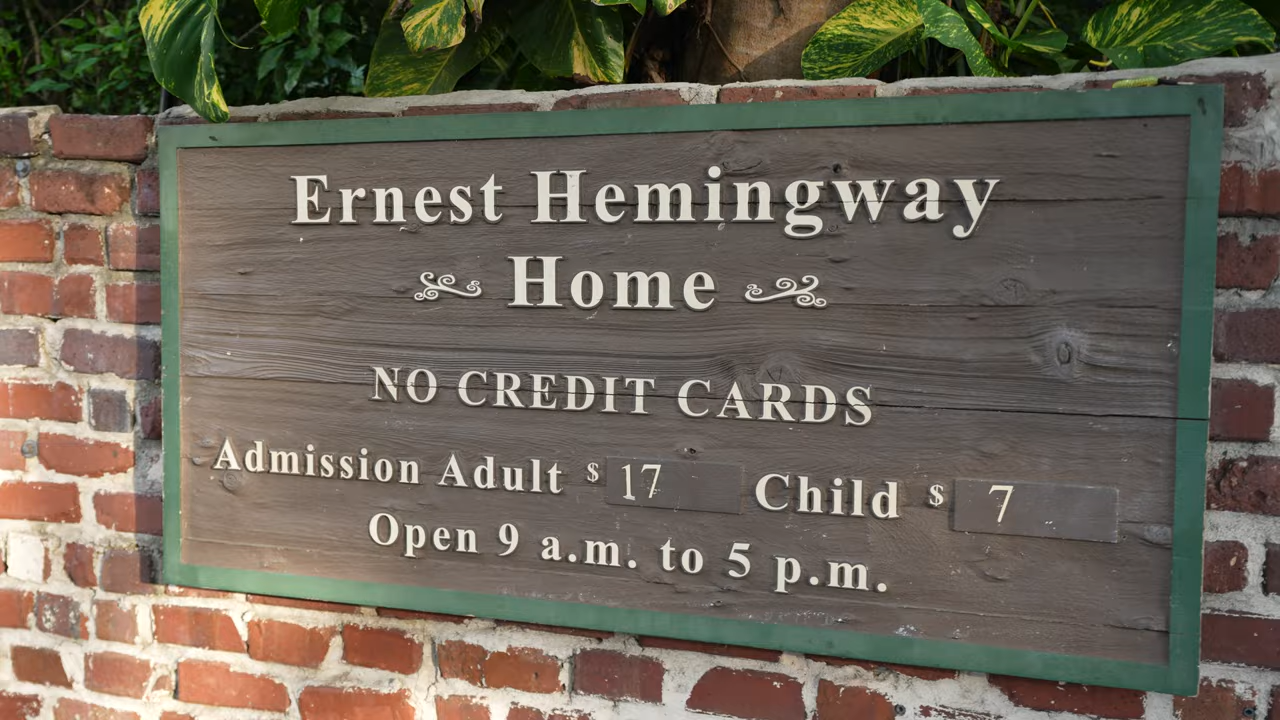 Ernest Hemingway
Home
NO CREDIT CARDS
Admission Adult $ 17 Child $ 7
Open 9 a.m. to 5 p.m.